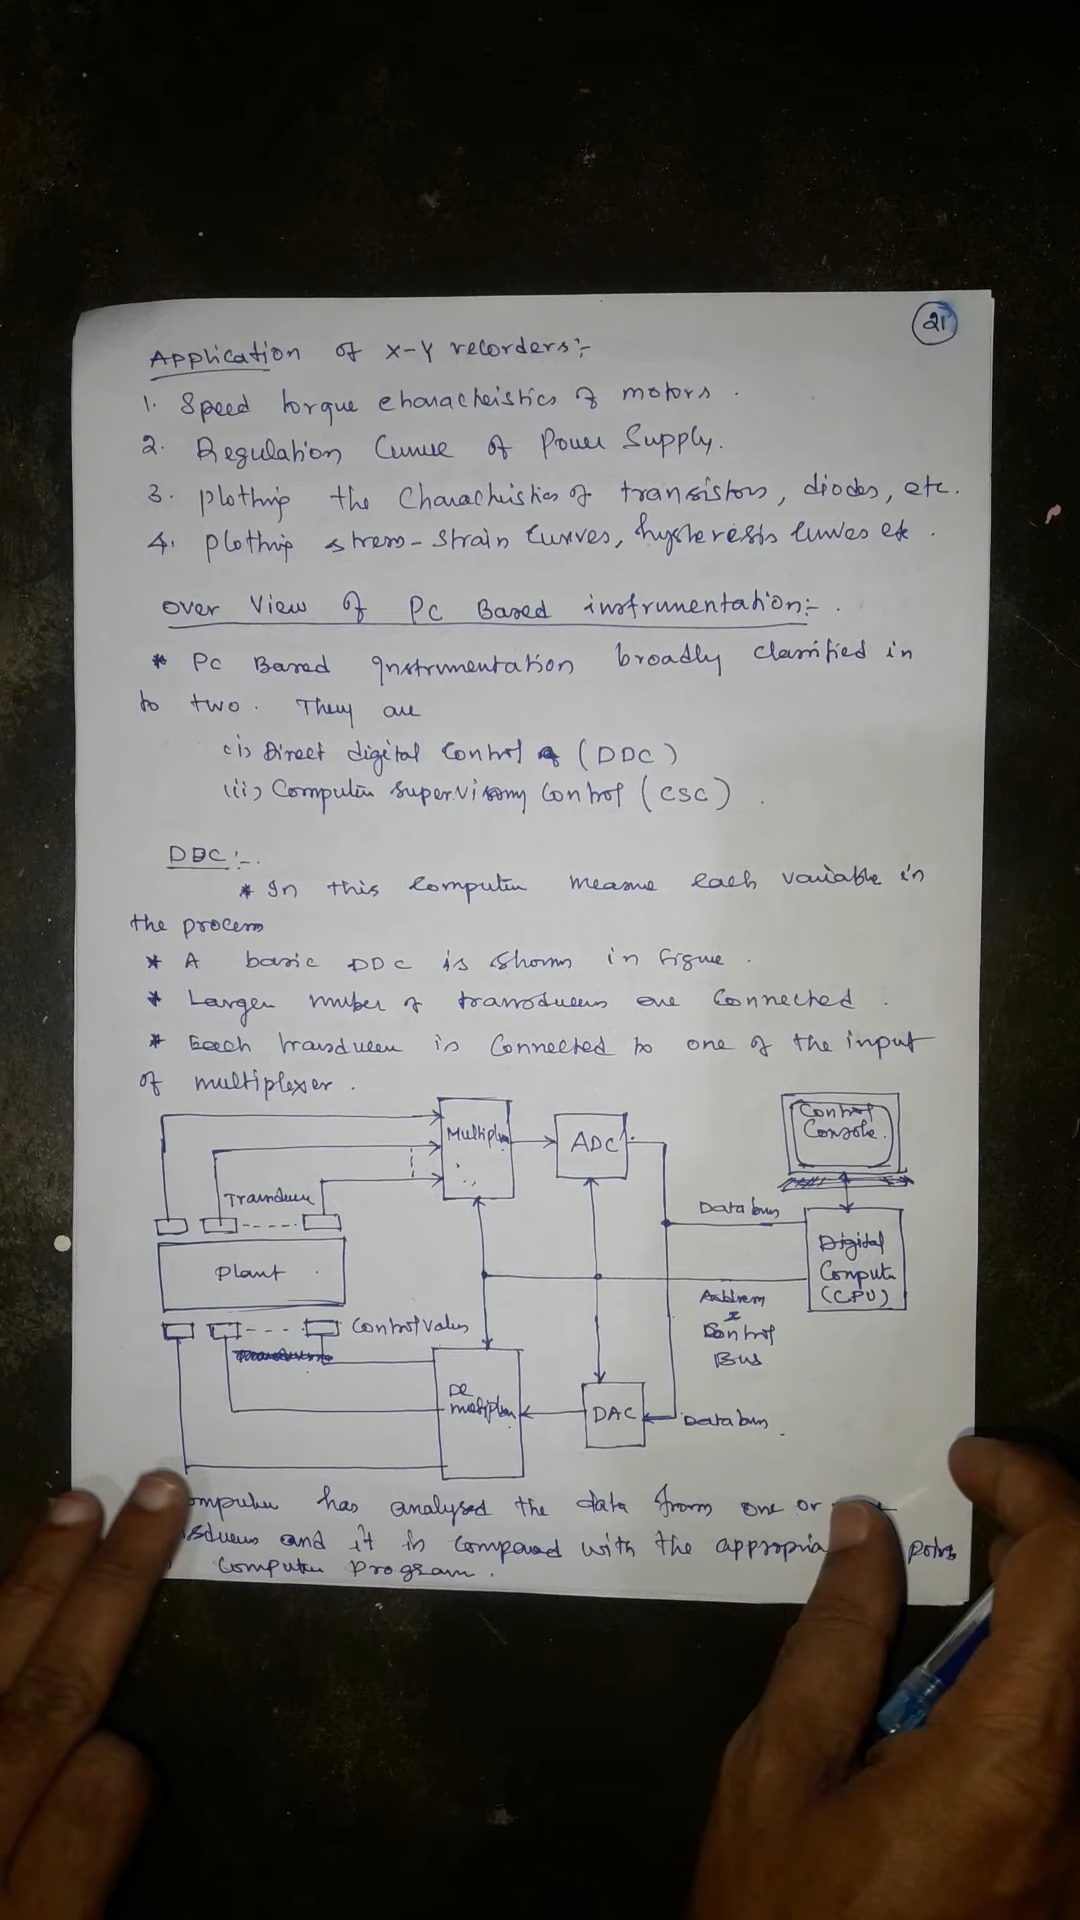 21
Application of X-Y recorders:-
1. Speed torque characteristics of motors.
2. Regulation Curve of Power Supply.
3. plotting the Characteristics of transistors, diodes, etc.
4. plotting stress-strain Curves, hysteresis Curves etc.
Over View of PC Based instrumentation:-
* PC Based Instrumentation broadly classified in
to two. They are
(i) Direct digital Control (DDC)
(ii) Computer supervisory Control (CSC).
DDC:-
* In this Computer measure each variable in
the process
* A basic DDC is shown in figure.
* Larger number of transducers are Connected.
* Each transducer is Connected to one of the input
of multiplexer.
Control
Console.
Multiplexer
ADC
Transducer
Data bus
Digital
Computer
(CPU)
Plant
Address
&
Control
Bus
Control Valves
De
multiplexer
DAC
Data bus
has analysed the data from one or
and it is compared with the
Computer program.